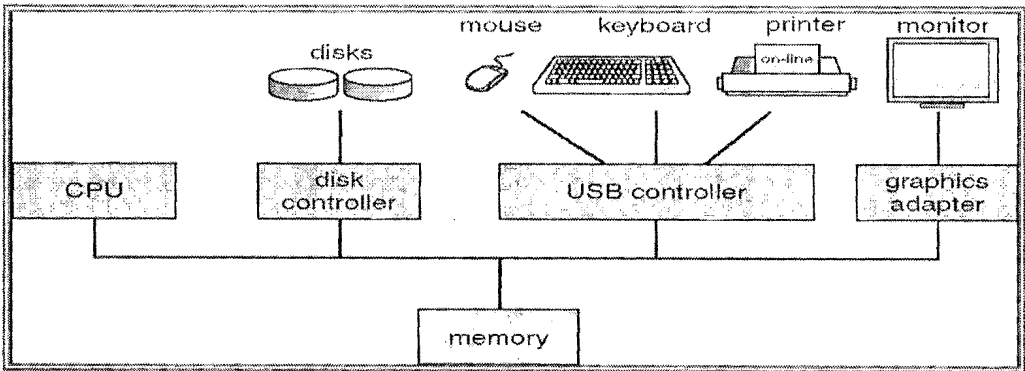 mouse keyboard printer monitor
disks
on-line
CPU
disk
controller
USB controller
graphics
adapter
memory